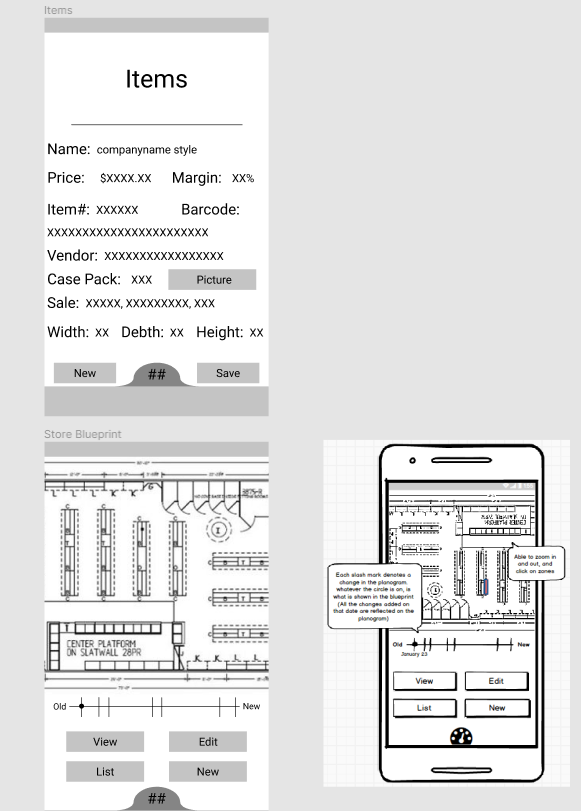 Items
Items
Name: companyname style
Price: $XXXX.XX Margin: XX%
Item#: XXXXXX Barcode:
XXXXXXXXXXXXXXXXXXXXXXXX
Vendor: XXXXXXXXXXXXXXXXX
Case Pack: XXX Picture
Sale: XXXXX, XXXXXXXXX, XXX
Width: XX Debth: XX Height: XX
New ## Save
Store Blueprint
L L L K K
CENTER PLATFORM
ON SLATWALL 28PR
K K L L L
Old New
View Edit
List New
##
CENTER PLATFORM
Able to zoom in
and out, and
click on zones
Each slash mark denotes a
change in the planogram.
whatever the circle is on, is
what is shown in the blueprint
(All the changes added on
that date are reflected on the
planogram)
Old New
January 23
View Edit
List New